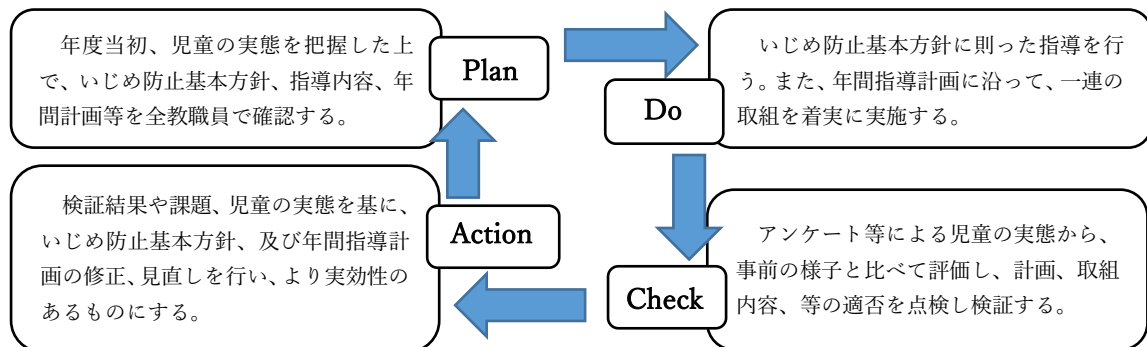 年度当初、児童の実態を把握した上
で、いじめ防止基本方針、指導内容、年
間計画等を全教職員で確認する。
Plan
いじめ防止基本方針に則った指導を行
う。また、年間指導計画に沿って、一連の
取組を着実に実施する。
Do
アンケート等による児童の実態から、
事前の様子と比べて評価し、計画、取組
内容、等の適否を点検し検証する。
Check
検証結果や課題、児童の実態を基に、
いじめ防止基本方針、及び年間指導計
画の修正、見直しを行い、より実効性の
あるものにする。
Action